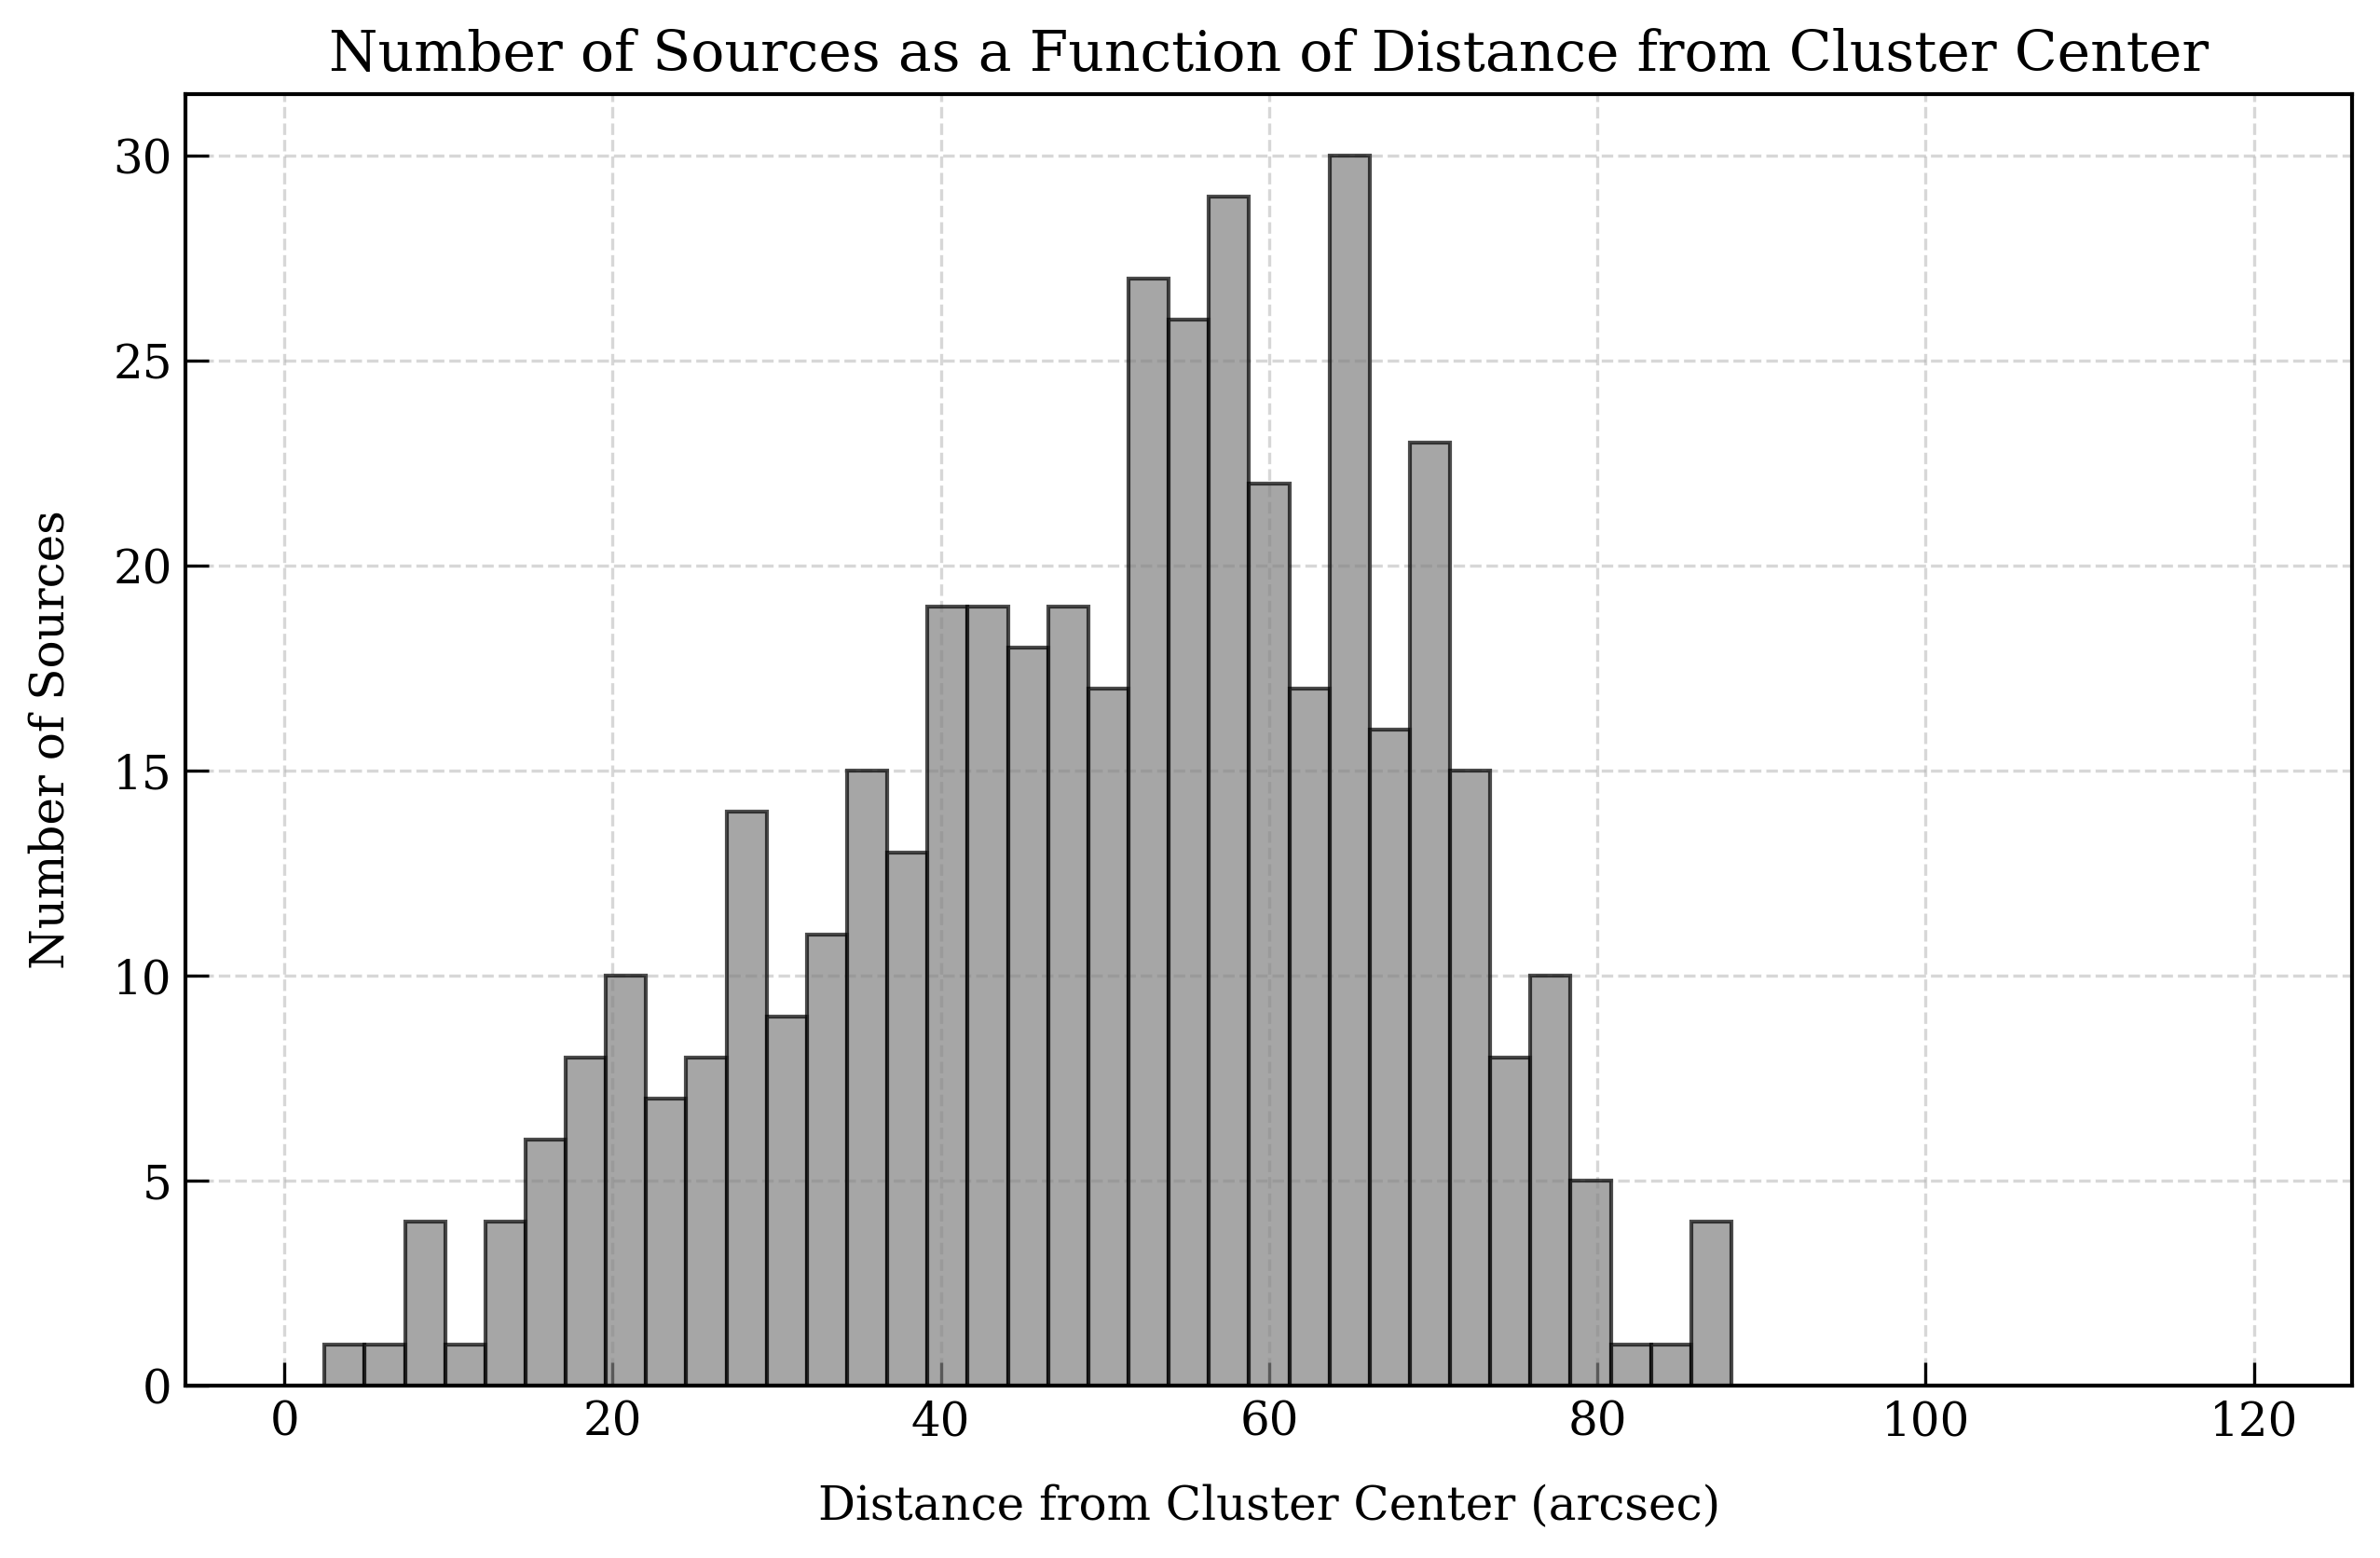 Number of Sources as a Function of Distance from Cluster Center
30
25
20
15
10
5
0
Number of Sources
0 20 40 60 80 100 120
Distance from Cluster Center (arcsec)